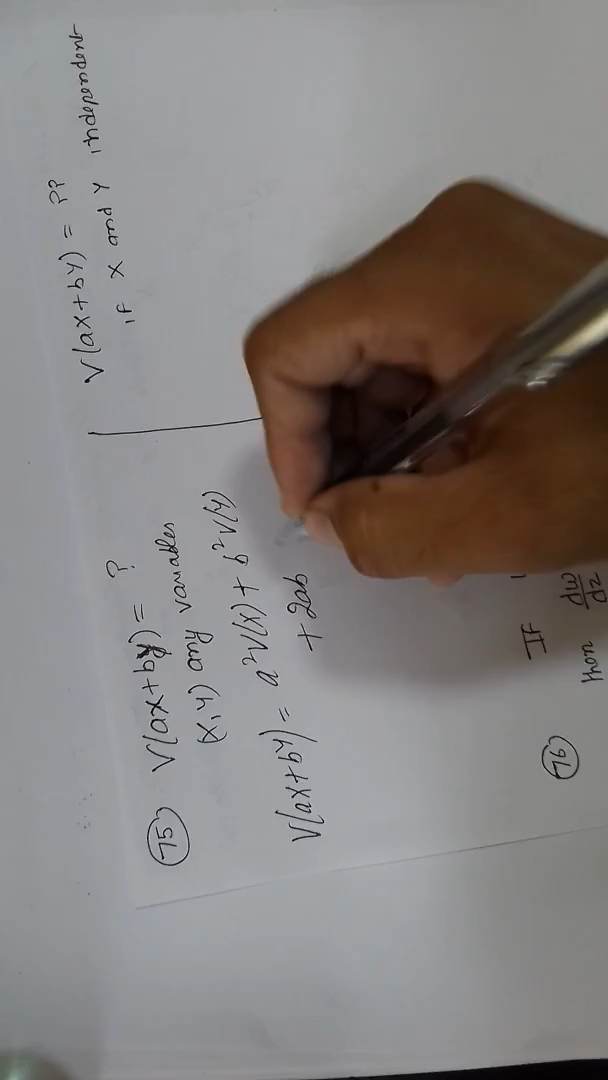 75) V(ax+by) = ?
(X,Y) any variables
V(ax+bY) = a²V(X) + b²V(Y)
+ 2ab
V(ax+bY) = ??
if X and Y independent
76) IF
then dw/dz